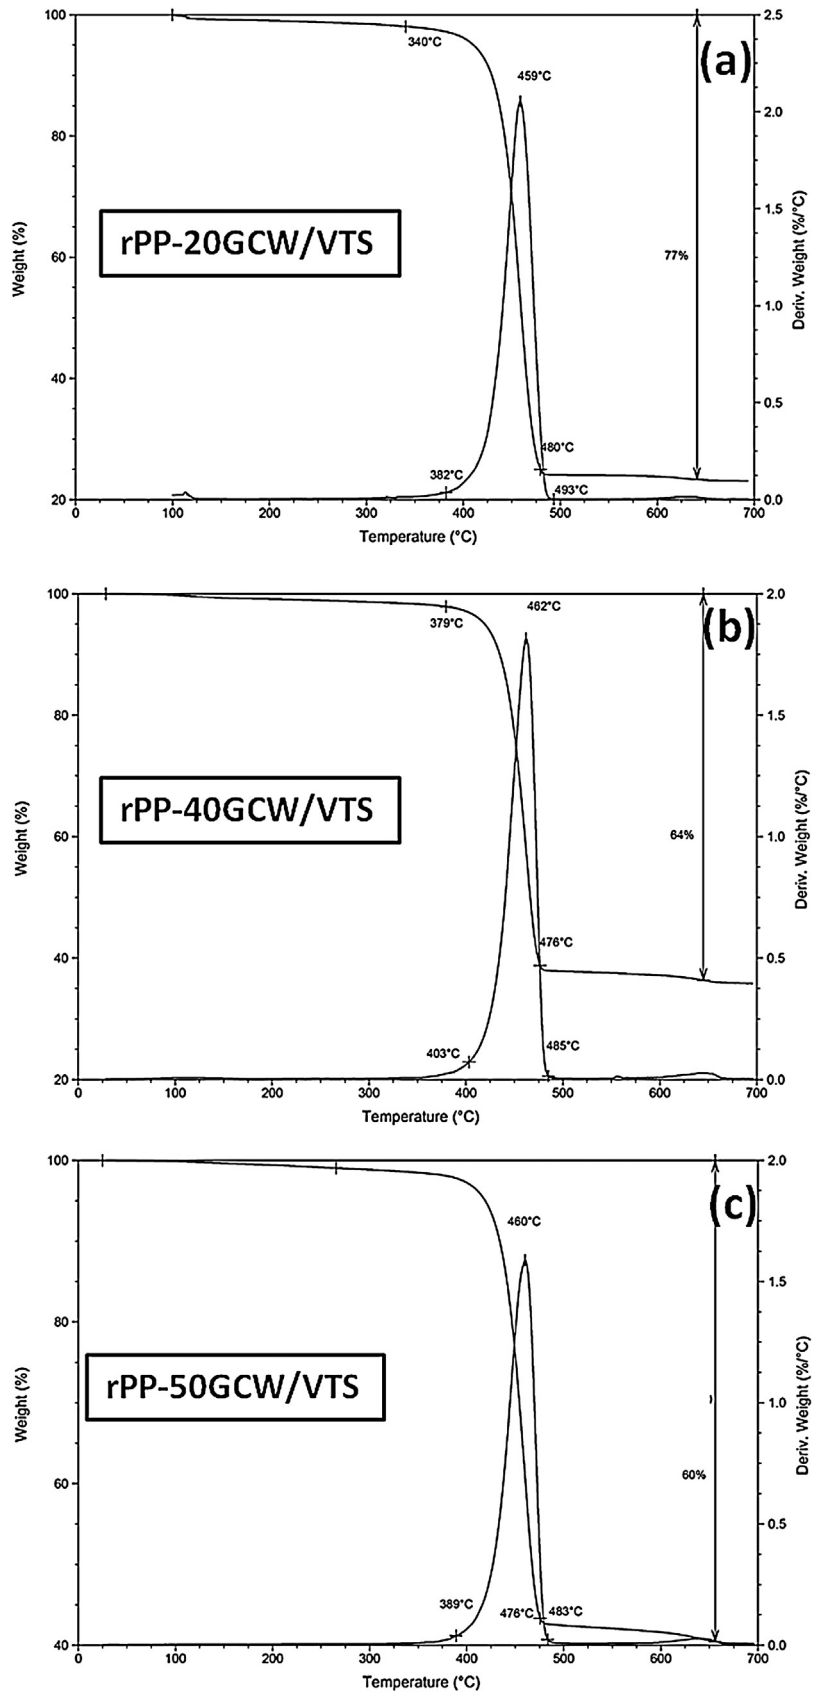 100
2.5
(a)
340°C
459°C
2.0
80
rPP-20GCW/VTS
1.5
Weight (%)
60
77%
Deriv. Weight (%/°C)
1.0
40
0.5
480°C
382°C
493°C
20
0.0
0 100 200 300 400 500 600 700
Temperature (°C)
100
2.0
(b)
462°C
379°C
80
1.5
rPP-40GCW/VTS
Weight (%)
60
64%
1.0
Deriv. Weight (%/°C)
40
476°C
0.5
403°C
485°C
20
0.0
0 100 200 300 400 500 600 700
Temperature (°C)
100
2.0
(c)
460°C
80
1.5
rPP-50GCW/VTS
Weight (%)
1.0
Deriv. Weight (%/°C)
60
60%
0.5
389°C
476°C 483°C
40
0.0
0 100 200 300 400 500 600 700
Temperature (°C)